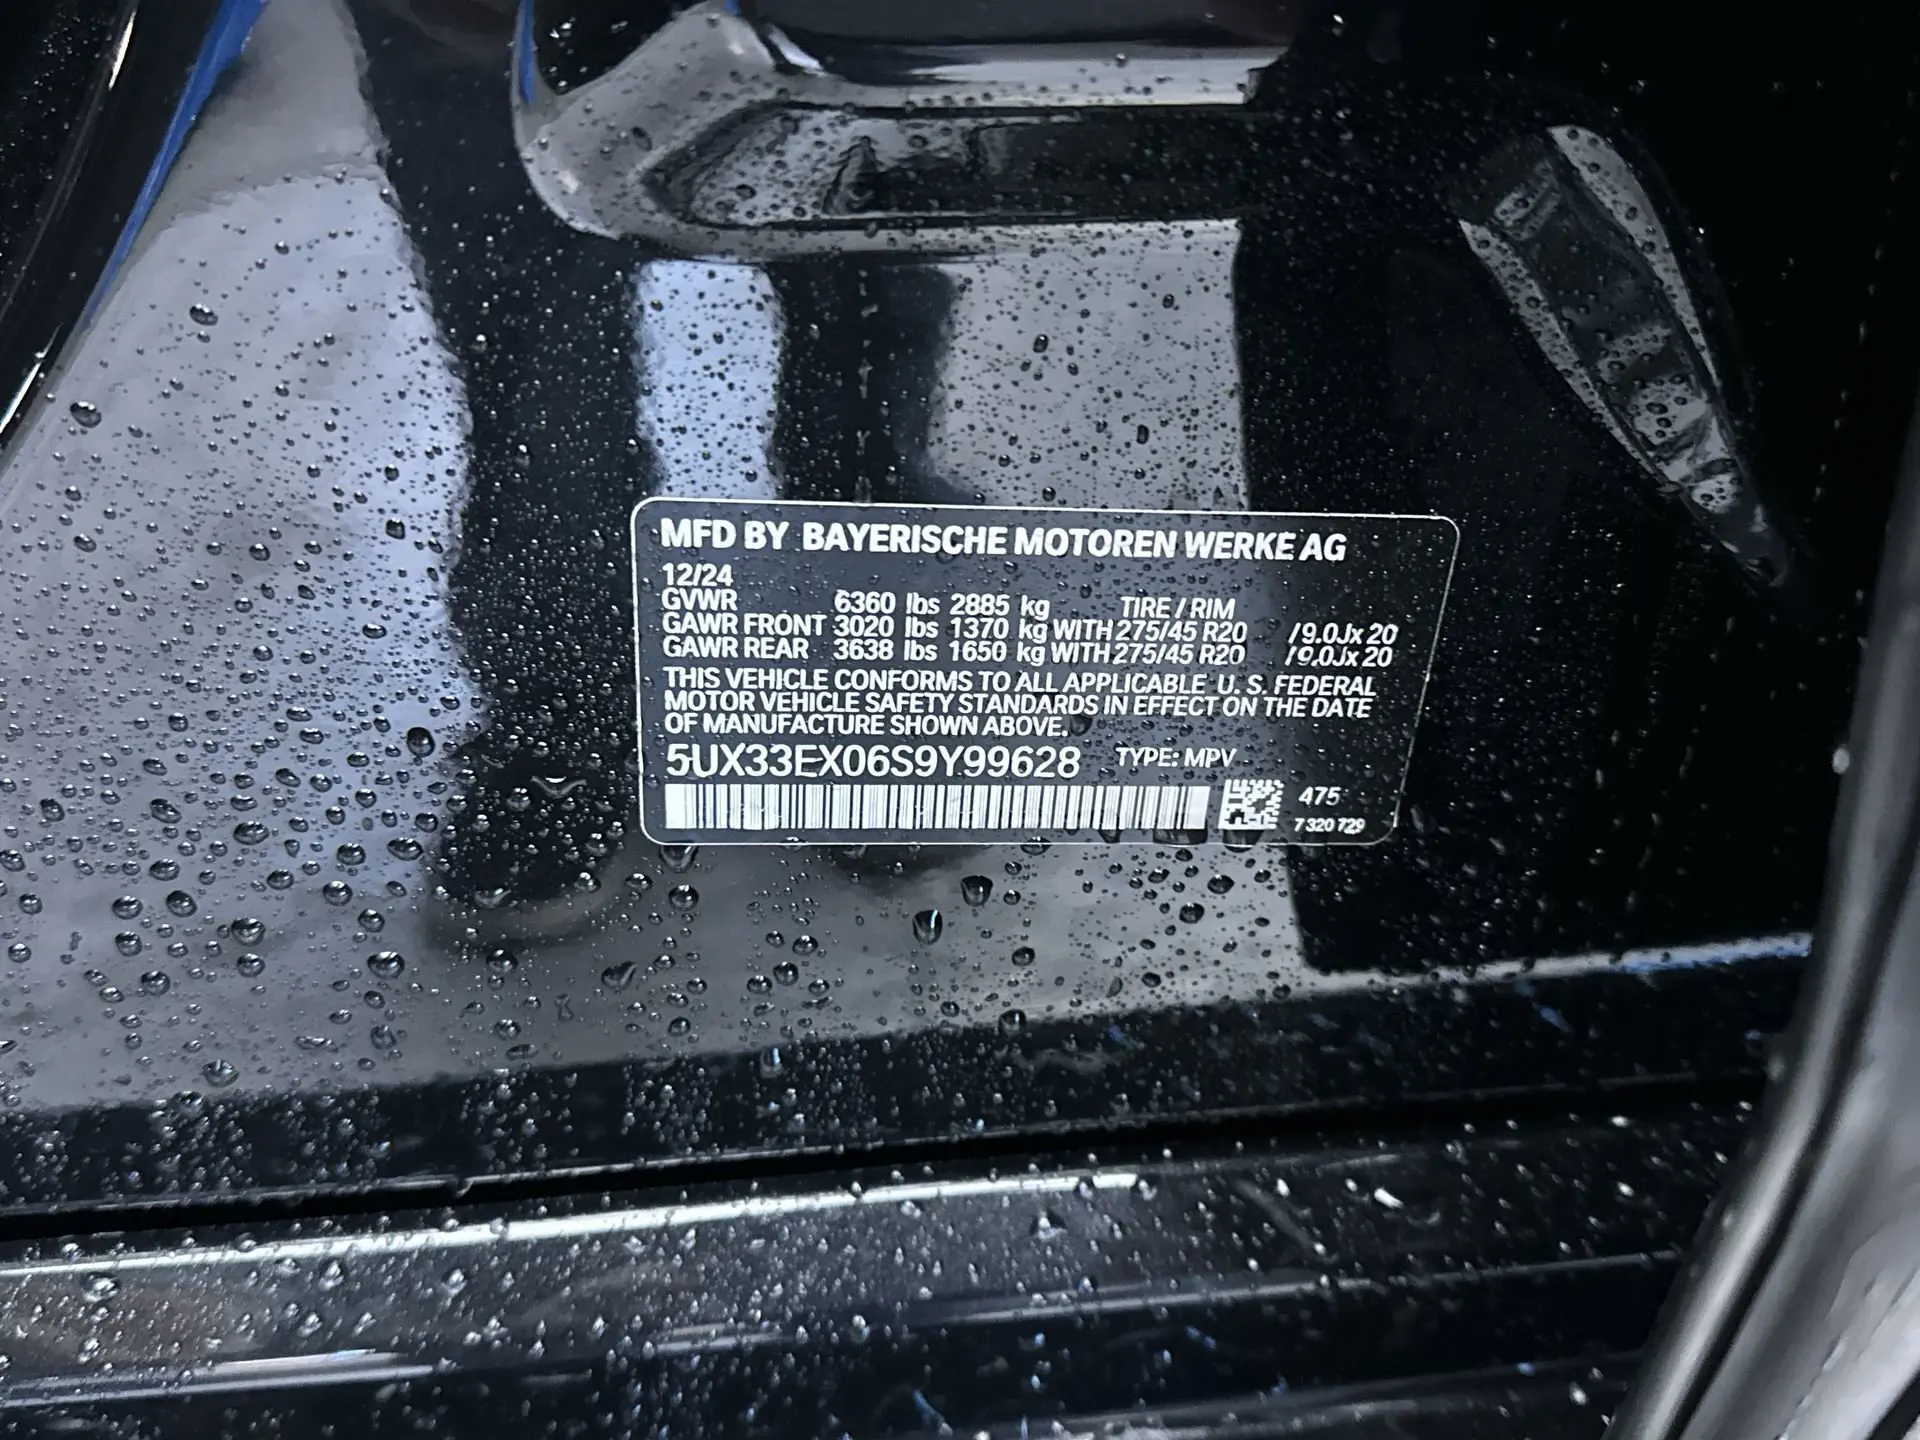 MFD BY BAYERISCHE MOTOREN WERKE AG
12/24
GVWR 6360 lbs 2885 kg TIRE / RIM
GAWR FRONT 3020 lbs 1370 kg WITH 275/45 R20 / 9.0Jx 20
GAWR REAR 3638 lbs 1650 kg WITH 275/45 R20 / 9.0Jx 20
THIS VEHICLE CONFORMS TO ALL APPLICABLE U. S. FEDERAL
MOTOR VEHICLE SAFETY STANDARDS IN EFFECT ON THE DATE
OF MANUFACTURE SHOWN ABOVE.
5UX33EX06S9Y99628 TYPE: MPV
475
7 320 729